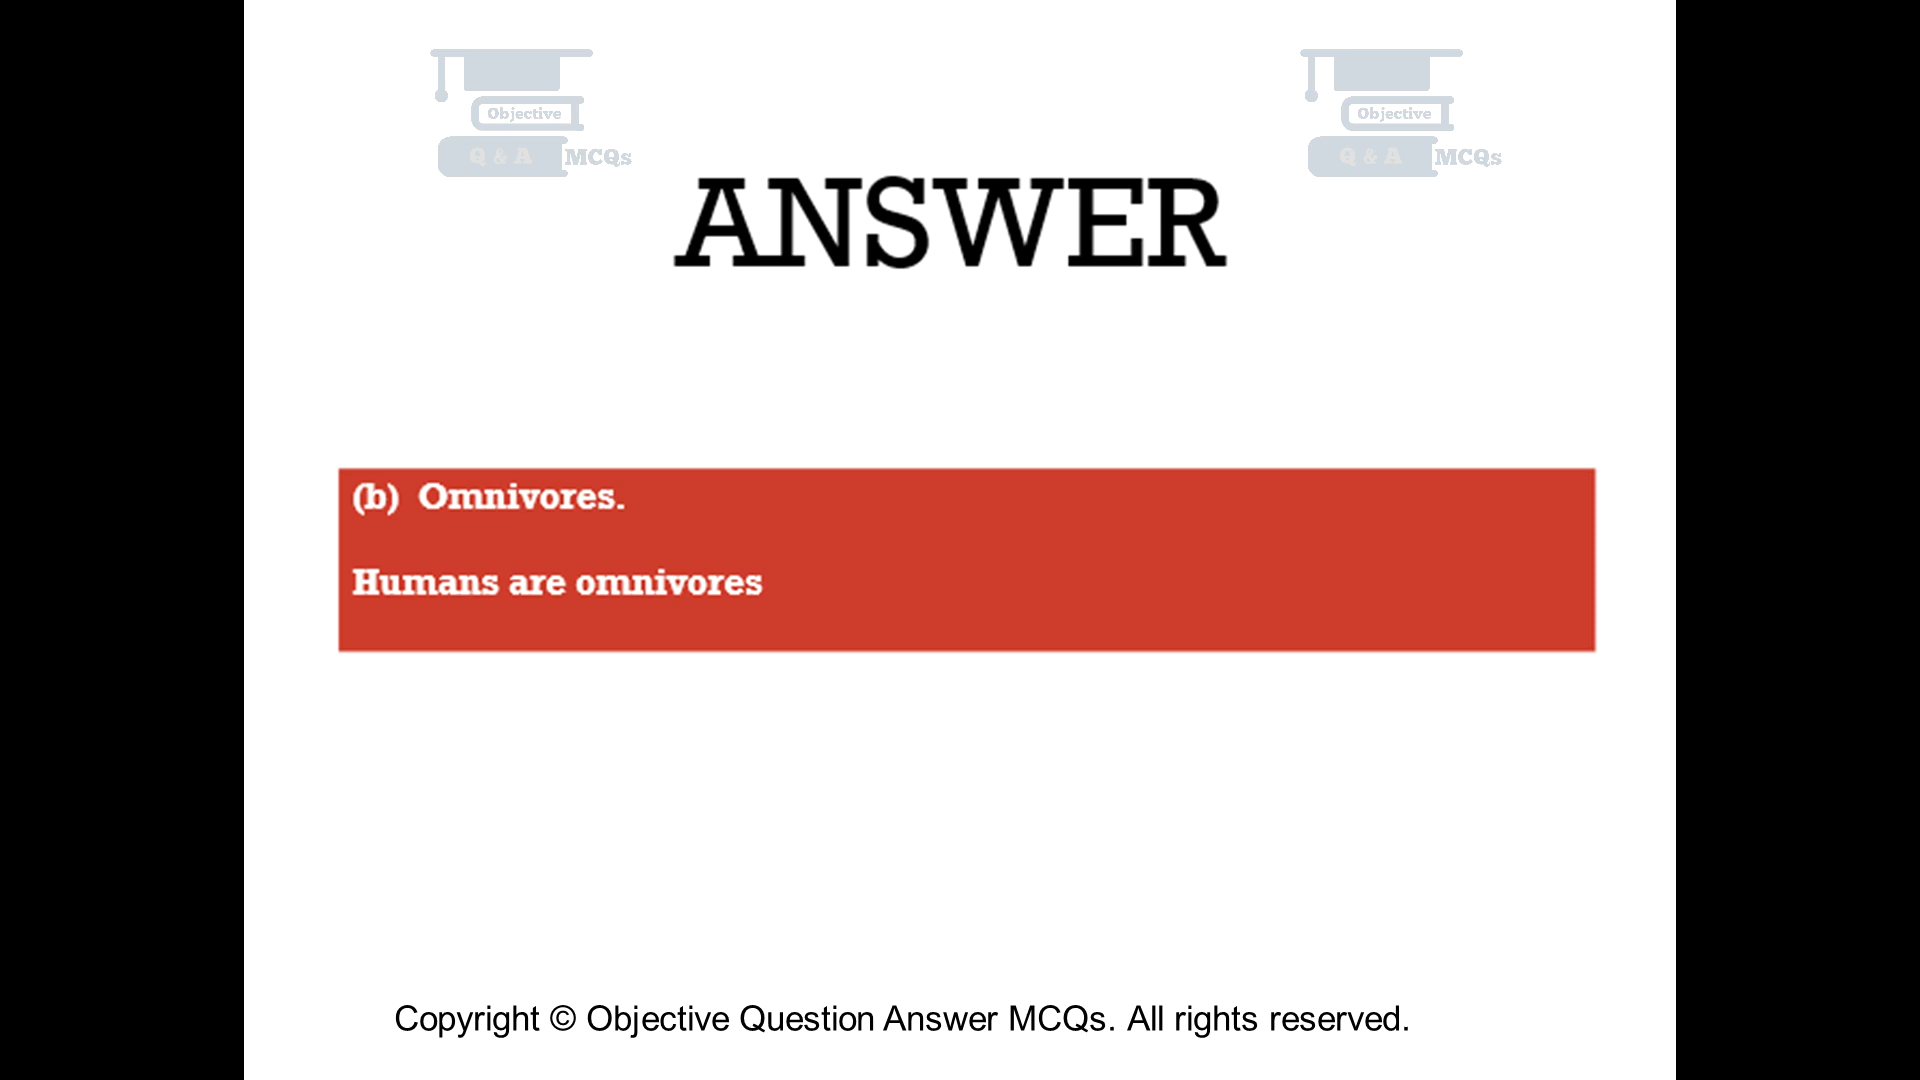 Objective
Q & A MCQs
Objective
Q & A MCQs
ANSWER
(b) Omnivores.
Humans are omnivores
Copyright © Objective Question Answer MCQs. All rights reserved.